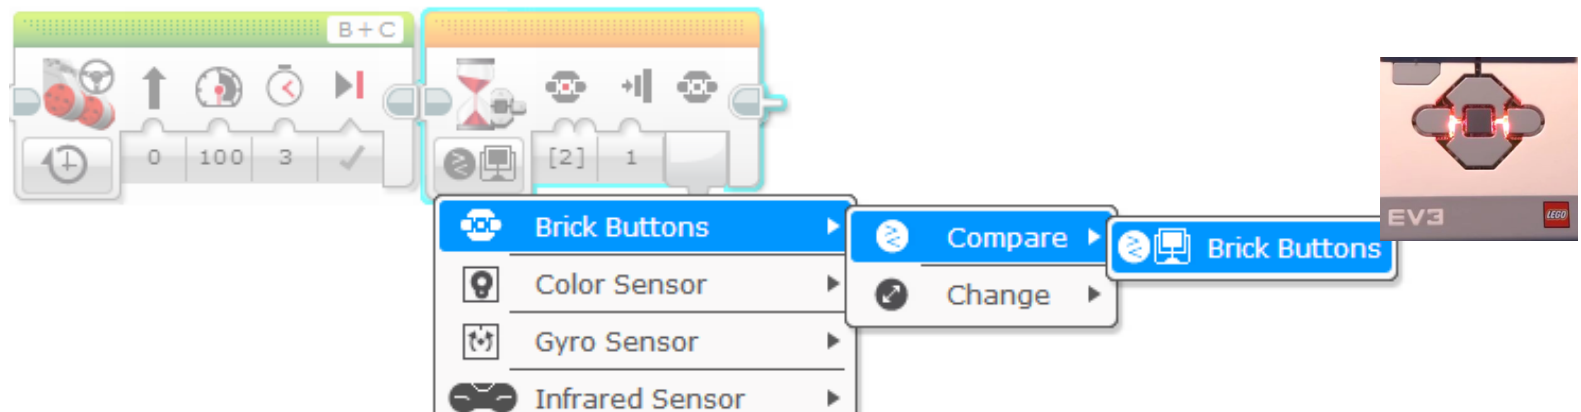 B+C
0 100 3
[2] 1
Brick Buttons
Color Sensor
Gyro Sensor
Infrared Sensor
Compare
Change
Brick Buttons
EV3
LEGO